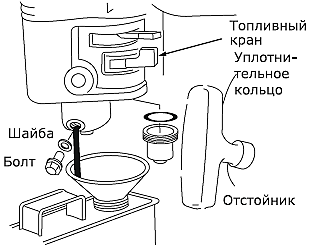 Топливный
кран
Уплотни-
тельное
кольцо
Шайба
Болт
Отстойник